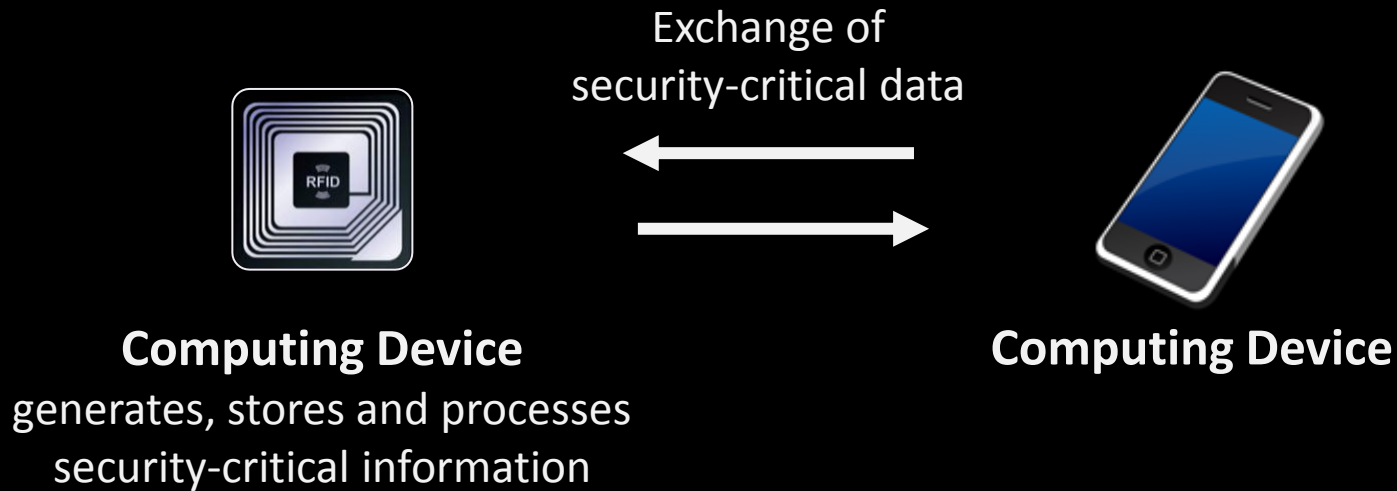 Exchange of
security-critical data
RFID
Computing Device
generates, stores and processes
security-critical information
Computing Device